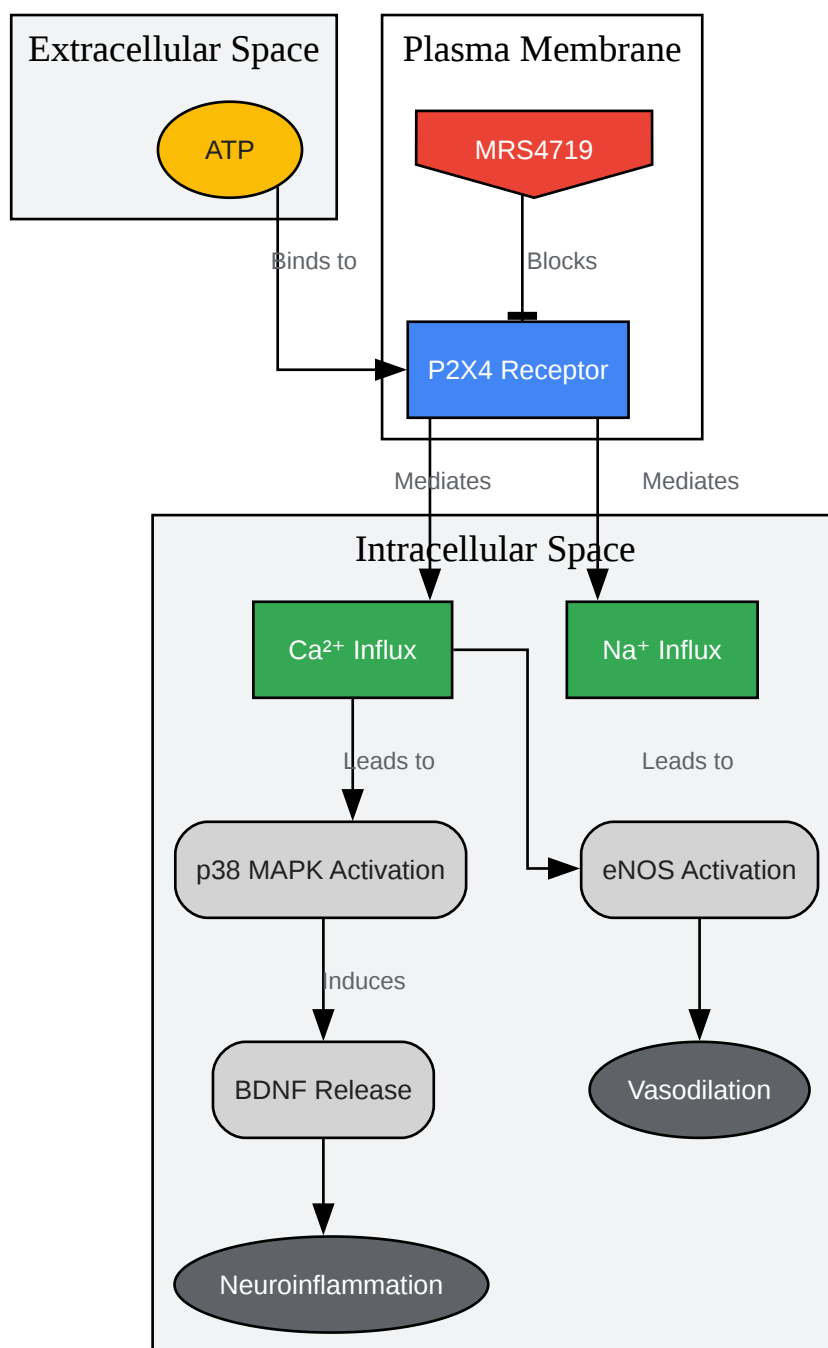 Extracellular Space
Plasma Membrane
ATP
MRS4719
Binds to
Blocks
P2X4 Receptor
Mediates
Mediates
Intracellular Space
Ca²⁺ Influx
Na⁺ Influx
Leads to
Leads to
p38 MAPK Activation
eNOS Activation
Induces
BDNF Release
Vasodilation
Neuroinflammation